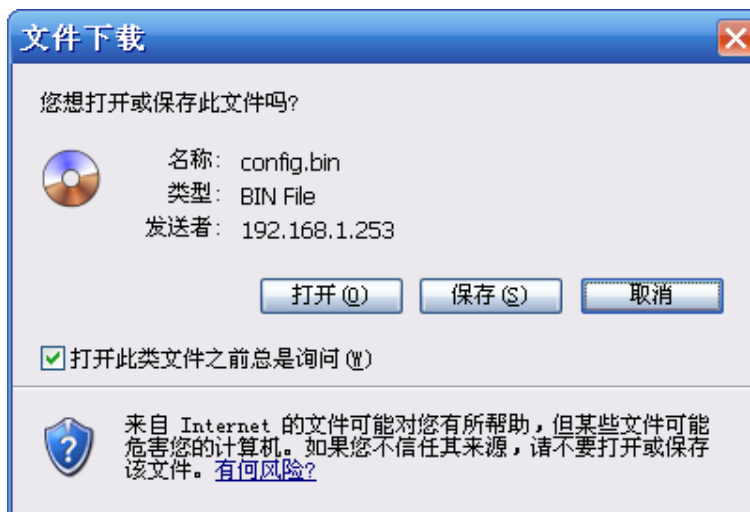 文件下载
您想打开或保存此文件吗?
名称: config.bin
类型: BIN File
发送者: 192.168.1.253
打开(O) 保存(S) 取消
打开此类文件之前总是询问(W)
来自 Internet 的文件可能对您有所帮助，但某些文件可能
危害您的计算机。如果您不信任其来源，请不要打开或保存
该文件。有何风险?